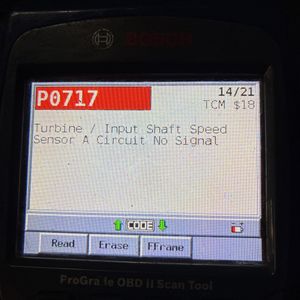 BOSCH
P0717
14/21
TCM $18
Turbine / Input Shaft Speed
Sensor A Circuit No Signal
CODE
Read Erase FFrame
OBD II Scan Tool